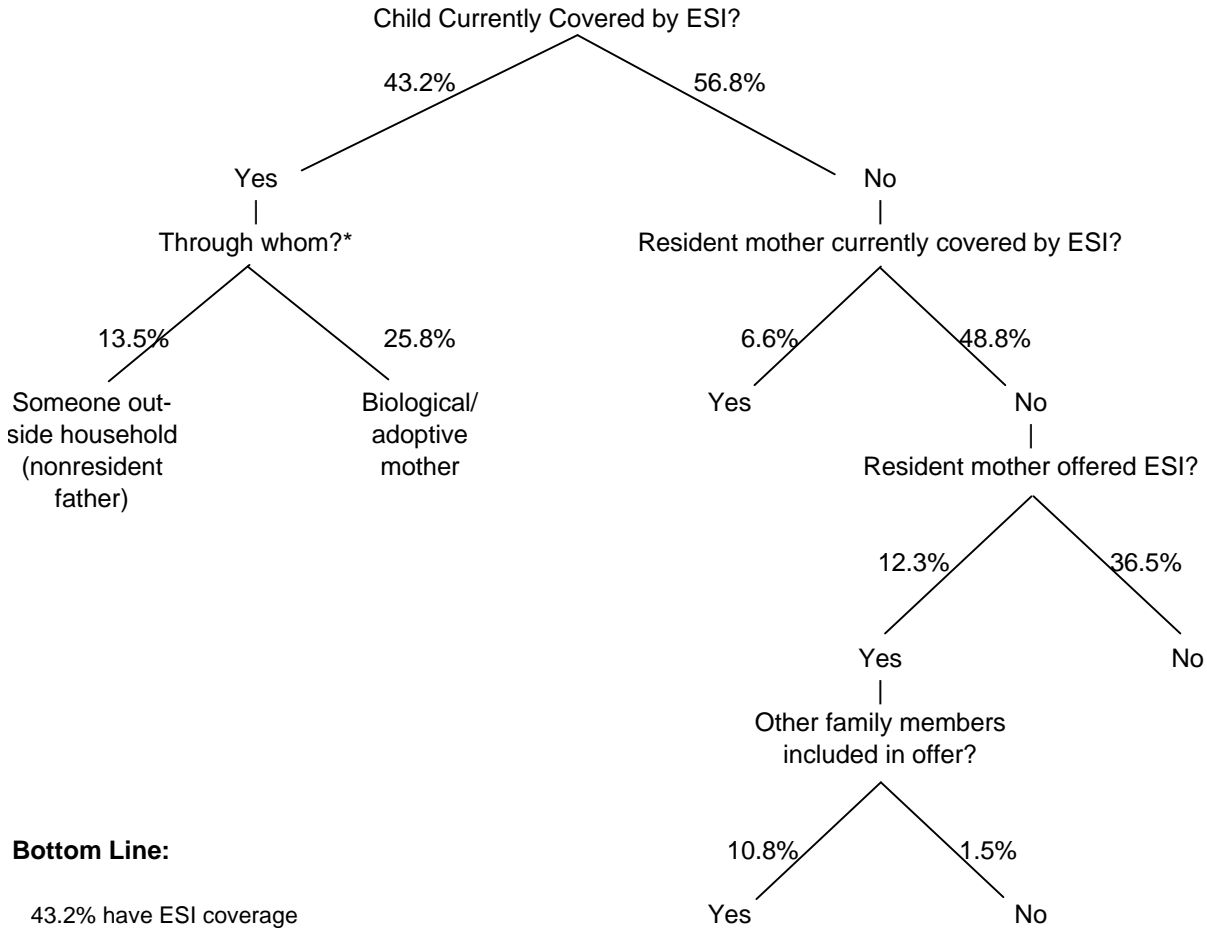 Child Currently Covered by ESI?
43.2%
56.8%
Yes
No
Through whom?*
Resident mother currently covered by ESI?
13.5%
25.8%
6.6%
48.8%
Someone out-
side household
(nonresident
father)
Biological/
adoptive
mother
Yes
No
Resident mother offered ESI?
12.3%
36.5%
Yes
No
Other family members
included in offer?
10.8%
1.5%
Yes
No
Bottom Line:
43.2% have ESI coverage